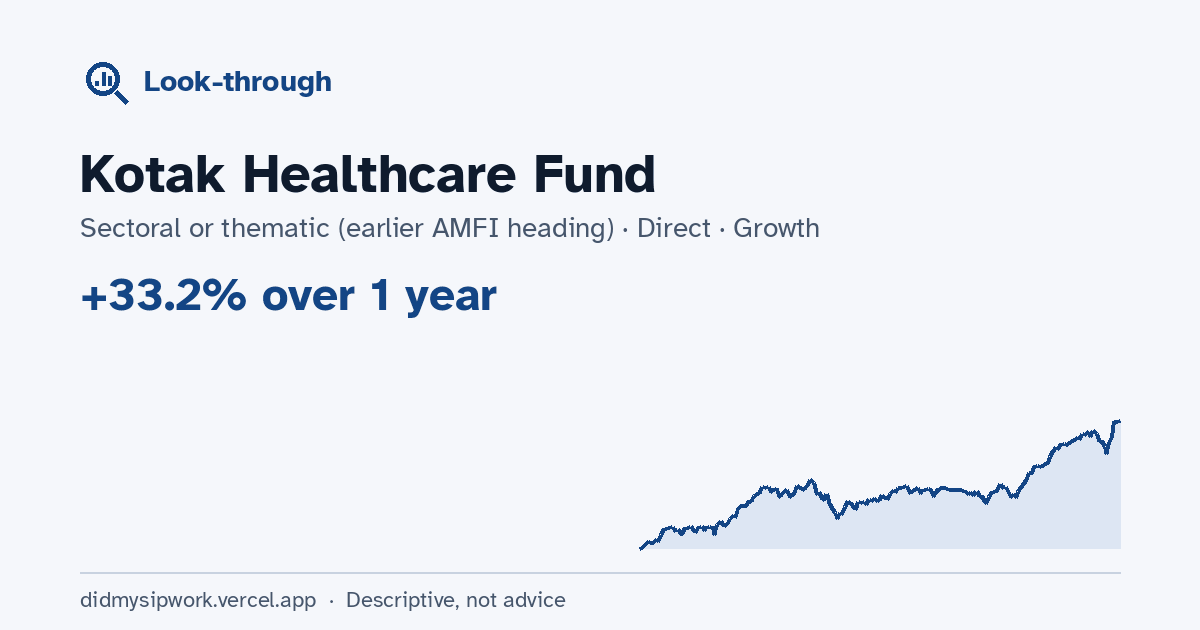 Look-through
Kotak Healthcare Fund
Sectoral or thematic (earlier AMFI heading) · Direct · Growth
+33.2% over 1 year
didmysipwork.vercel.app · Descriptive, not advice